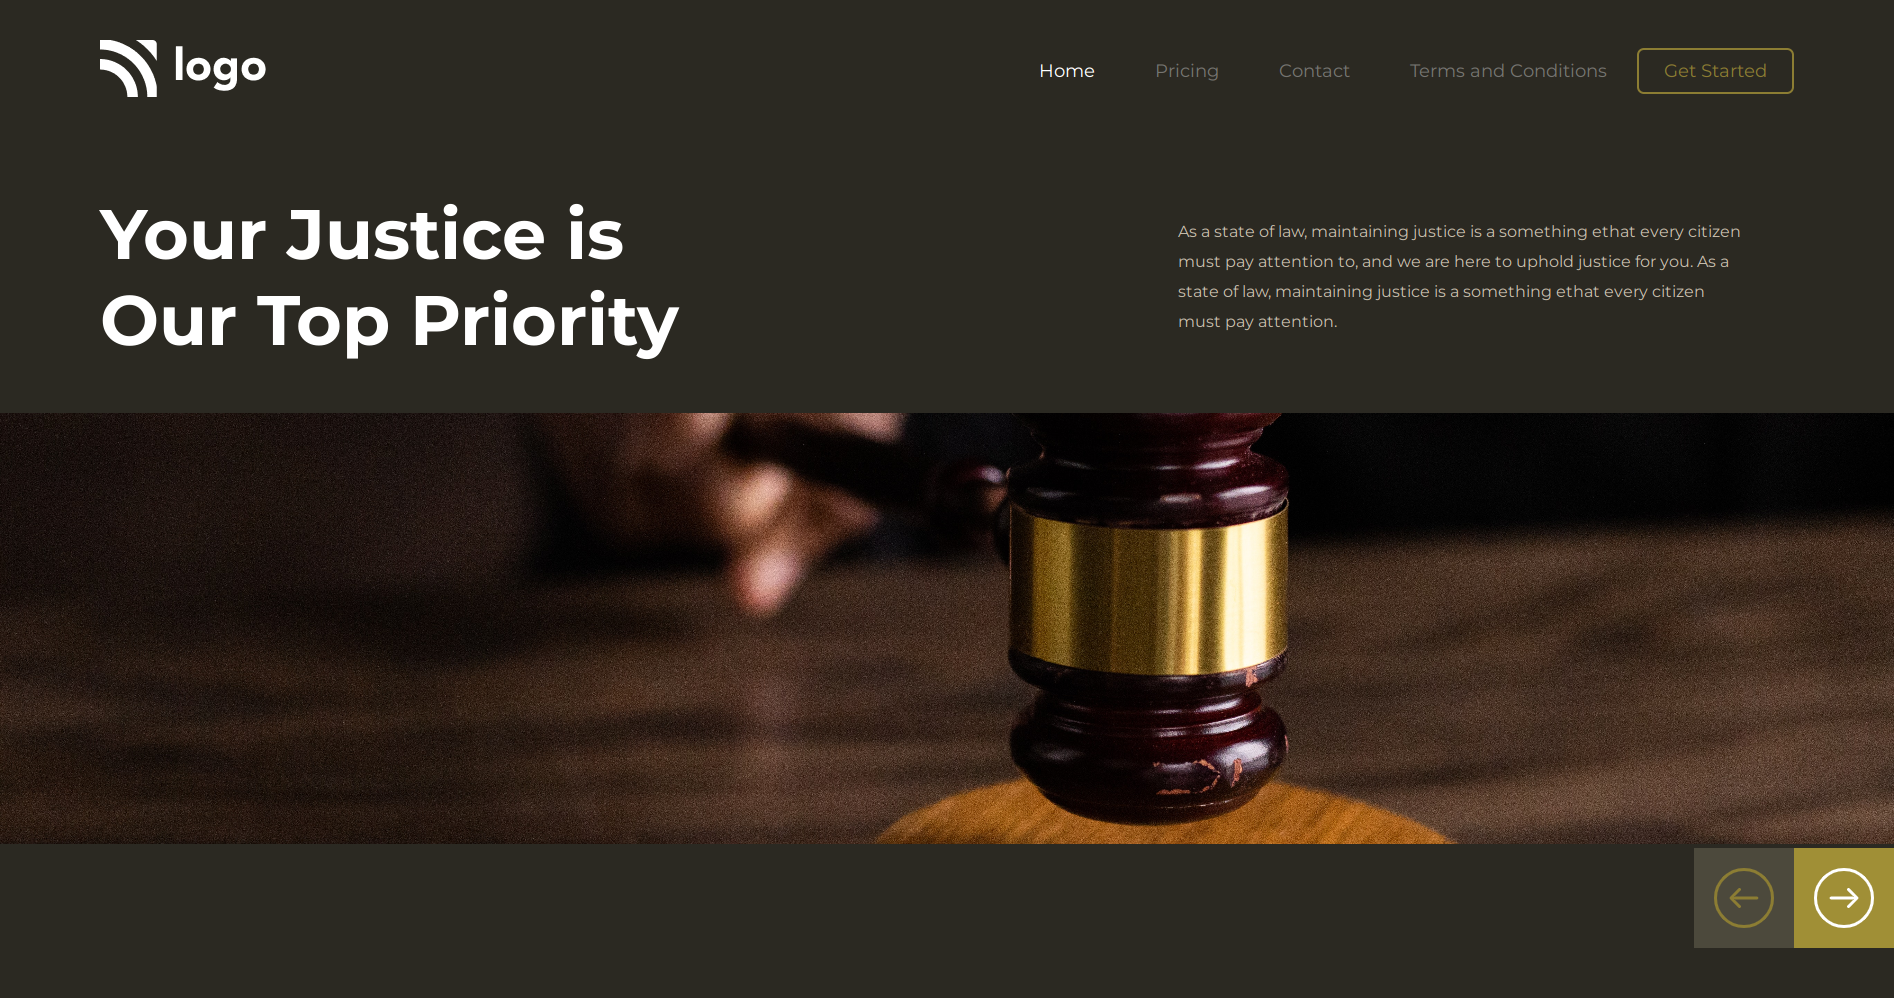 logo
Home Pricing Contact Terms and Conditions Get Started
Your Justice is
Our Top Priority
As a state of law, maintaining justice is a something ethat every citizen
must pay attention to, and we are here to uphold justice for you. As a
state of law, maintaining justice is a something ethat every citizen
must pay attention.